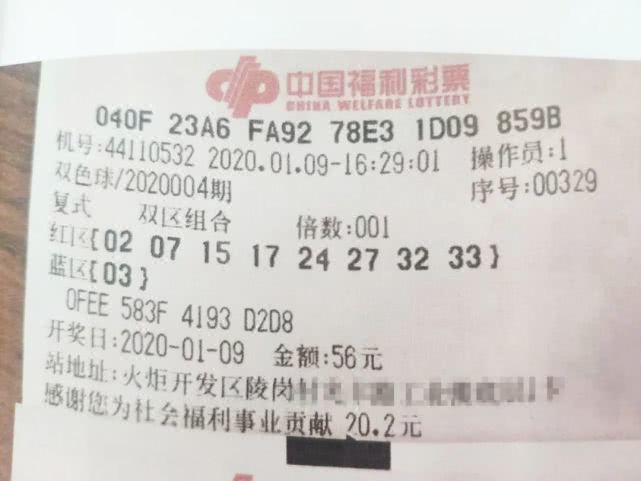 中国福利彩票
CHINA WELFARE LOTTERY
040F 23A6 FA92 78E3 1D09 859B
机号:44110532 2020.01.09-16:29:01 操作员:1
双色球/2020004期 序号:00329
复式 双区组合 倍数:001
红区{02 07 15 17 24 27 32 33}
蓝区{03}
0FEE 583F 4193 D2D8
开奖日:2020-01-09 金额:56元
站地址:火炬开发区陵岗
感谢您为社会福利事业贡献 20.2元